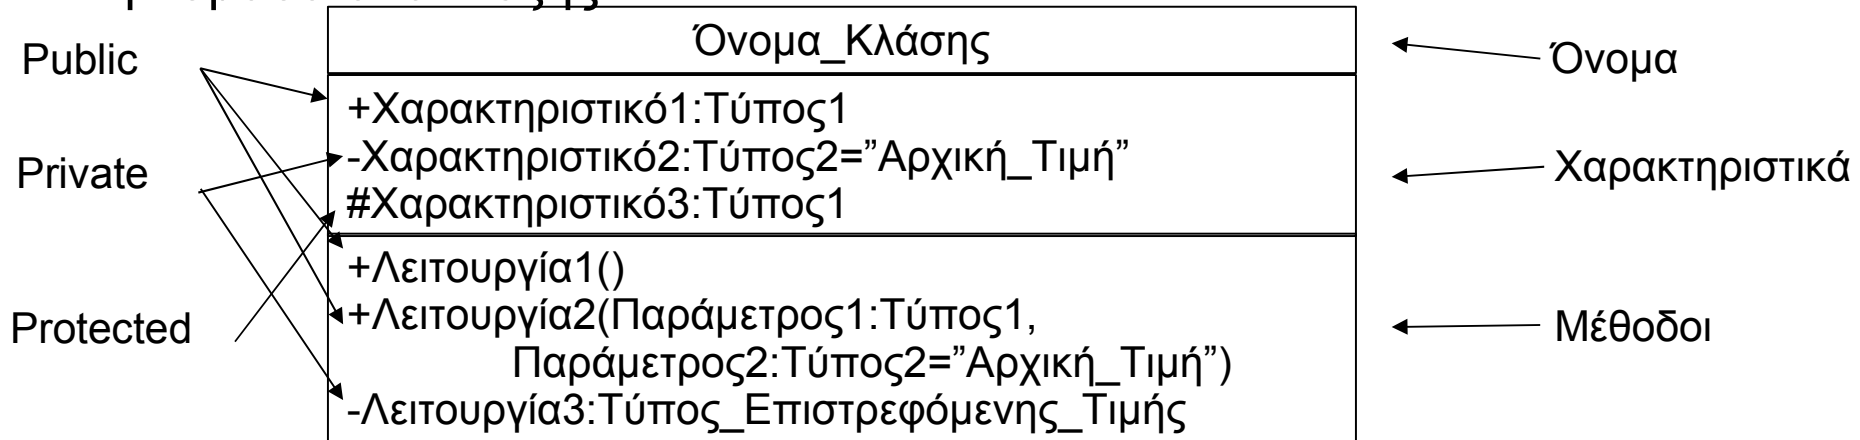 Public
Private
Protected
Όνομα_Κλάσης
+Χαρακτηριστικό1:Τύπος1
-Χαρακτηριστικό2:Τύπος2=”Αρχική_Τιμή”
#Χαρακτηριστικό3:Τύπος1
+Λειτουργία1()
+Λειτουργία2(Παράμετρος1:Τύπος1,
Παράμετρος2:Τύπος2=”Αρχική_Τιμή”)
-Λειτουργία3:Τύπος_Επιστρεφόμενης_Τιμής
Όνομα
Χαρακτηριστικά
Μέθοδοι